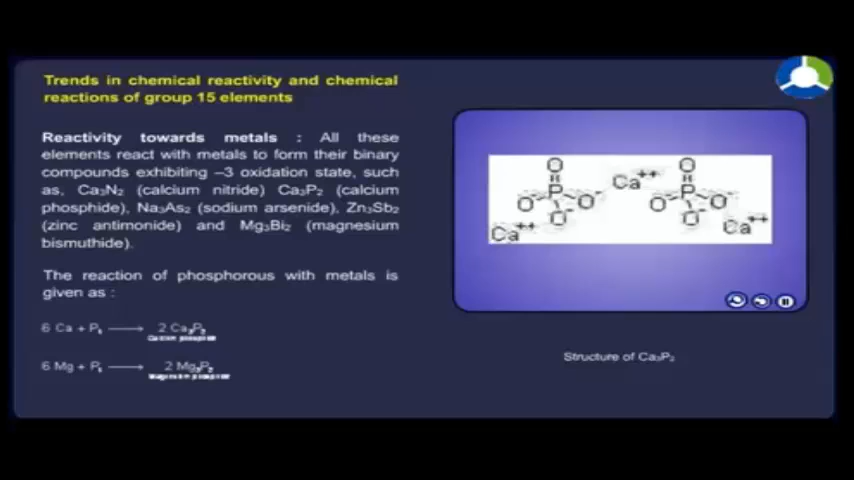 Trends in chemical reactivity and chemical
reactions of group 15 elements
Reactivity towards metals : All these
elements react with metals to form their binary
compounds exhibiting –3 oxidation state, such
as, Ca₃N₂ (calcium nitride) Ca₃P₂ (calcium
phosphide), Na₃As₂ (sodium arsenide), Zn₃Sb₂
(zinc antimonide) and Mg₃Bi₂ (magnesium
bismuthide).
The reaction of phosphorous with metals is
given as :
6 Ca + P₄ ⟶ 2 Ca₃P₂
Calcium phosphide
6 Mg + P₄ ⟶ 2 Mg₃P₂
Magnesium phosphide
O O
Ca⁺⁺
P P
O O⁻ O O⁻
O⁻ O⁻
Ca⁺⁺ Ca⁺⁺
Structure of Ca₃P₂